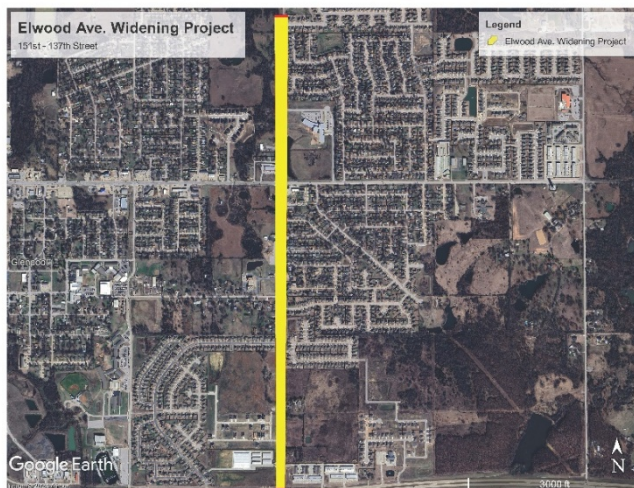 Elwood Ave. Widening Project
151st - 137th Street
Legend
Elwood Ave. Widening Project
Glenpool
Google Earth
N
3000 ft